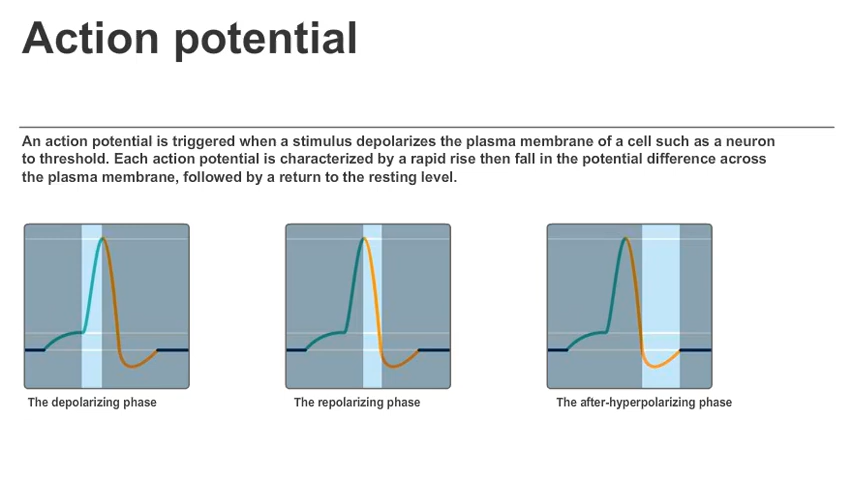 Action potential
An action potential is triggered when a stimulus depolarizes the plasma membrane of a cell such as a neuron
to threshold. Each action potential is characterized by a rapid rise then fall in the potential difference across
the plasma membrane, followed by a return to the resting level.
The depolarizing phase
The repolarizing phase
The after-hyperpolarizing phase